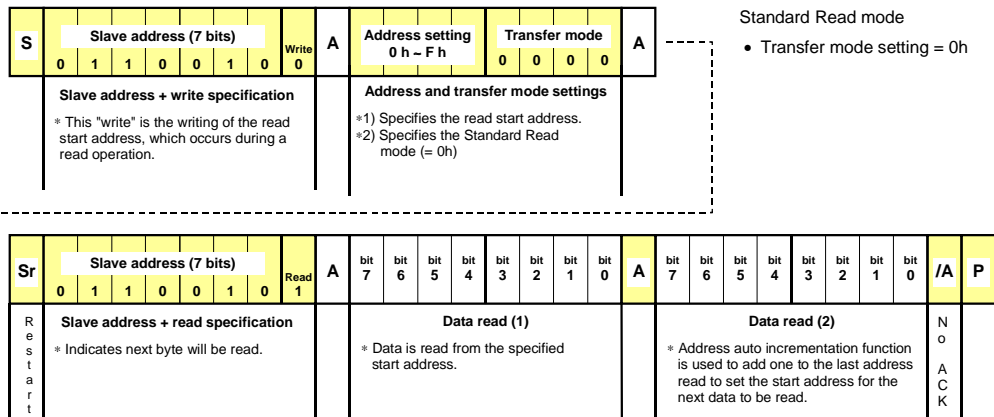 Standard Read mode
• Transfer mode setting = 0h
S
Slave address (7 bits)
Write
A
Address setting
0 h ~ F h
Transfer mode
A
0 1 1 0 0 1 0 0
0 0 0 0
Slave address + write specification
* This "write" is the writing of the read
start address, which occurs during a
read operation.
Address and transfer mode settings
*1) Specifies the read start address.
*2) Specifies the Standard Read
mode (= 0h)
Sr
Slave address (7 bits)
Read
A
bit bit bit bit bit bit bit bit
7 6 5 4 3 2 1 0
A
bit bit bit bit bit bit bit bit
7 6 5 4 3 2 1 0
/A
P
0 1 1 0 0 1 0 1
Restart
Slave address + read specification
* Indicates next byte will be read.
Data read (1)
* Data is read from the specified
start address.
Data read (2)
* Address auto incrementation function
is used to add one to the last address
read to set the start address for the
next data to be read.
No ACK